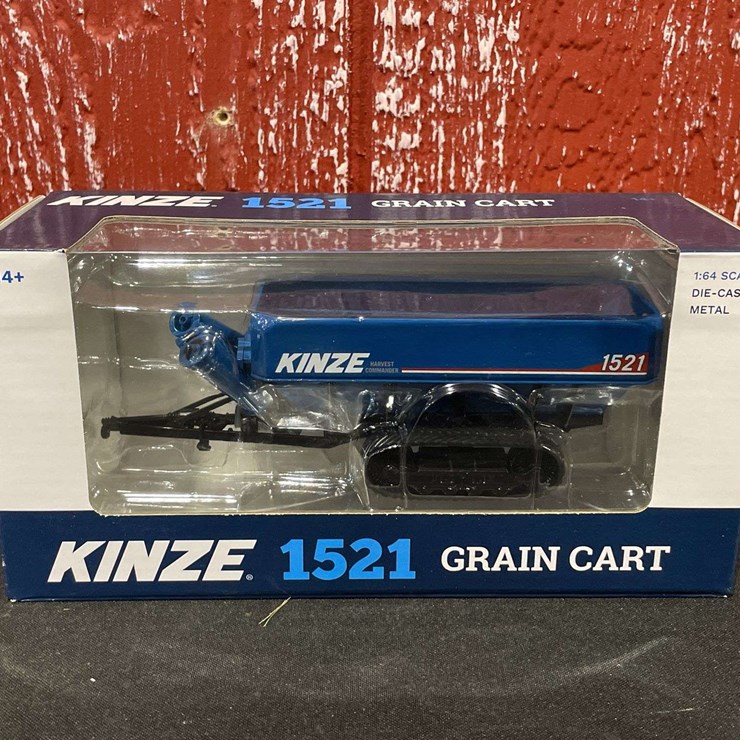 KINZE 1521 GRAIN CART
4+
1:64 SCA
DIE-CAS
METAL
KINZE HARVEST
COMMANDER
1521
KINZE® 1521 GRAIN CART